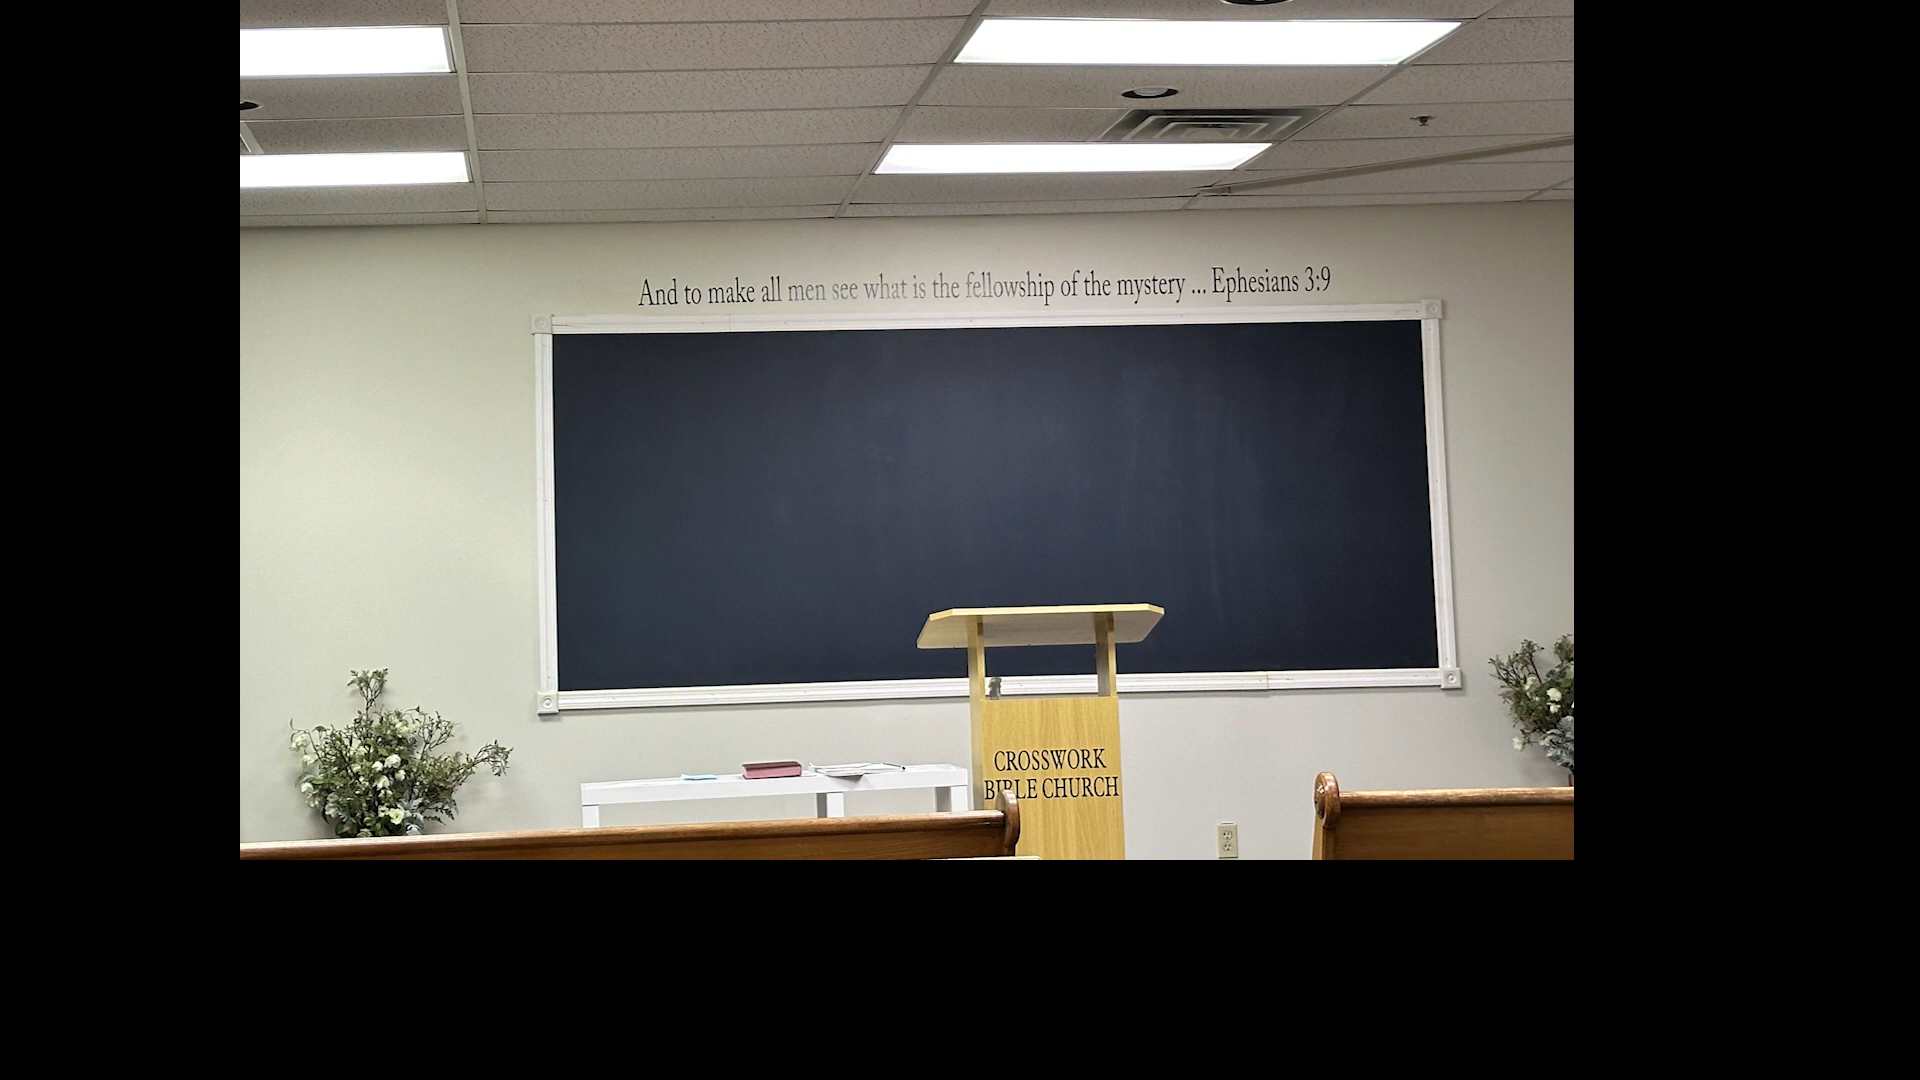 And to make all men see what is the fellowship of the mystery ... Ephesians 3:9
CROSSWORK
BIBLE CHURCH